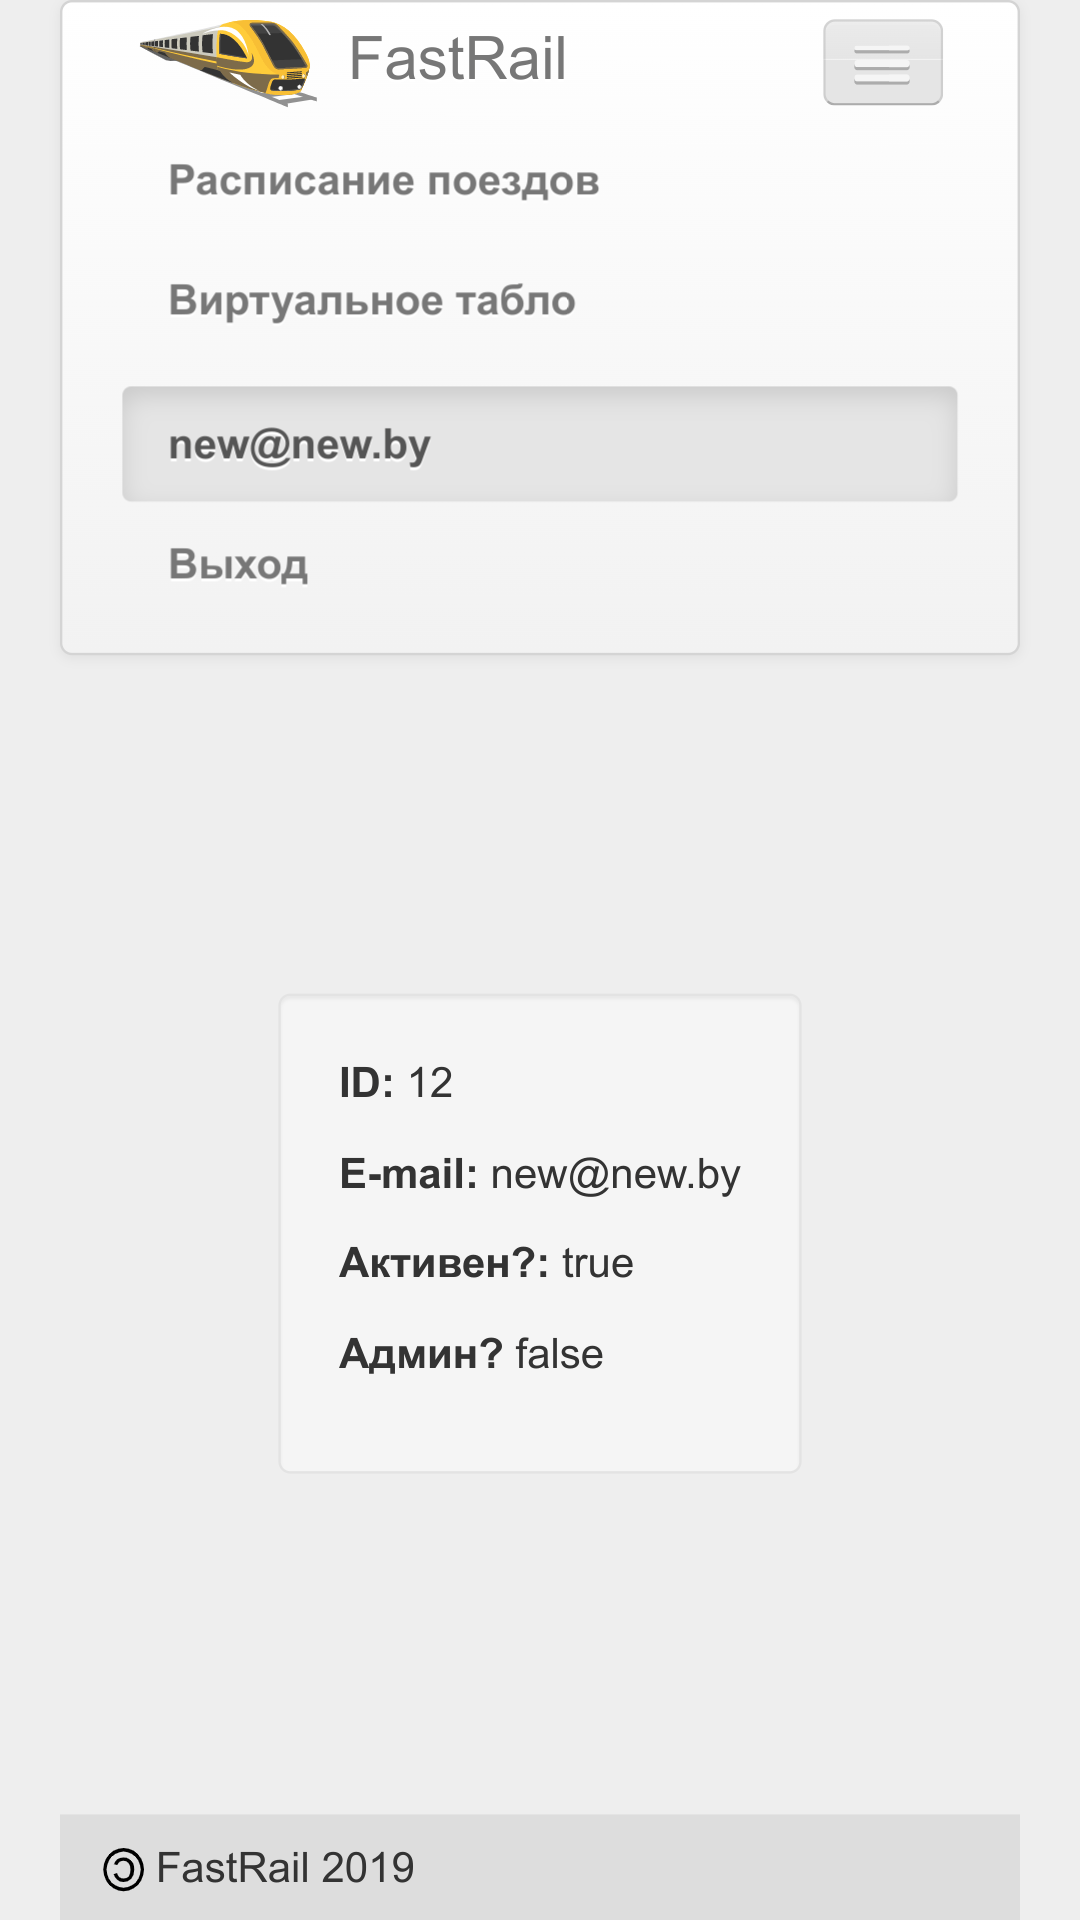 FastRail
Расписание поездов
Виртуальное табло
new@new.by
Выход
ID: 12
E-mail: new@new.by
Активен?: true
Админ? false
🄯 FastRail 2019